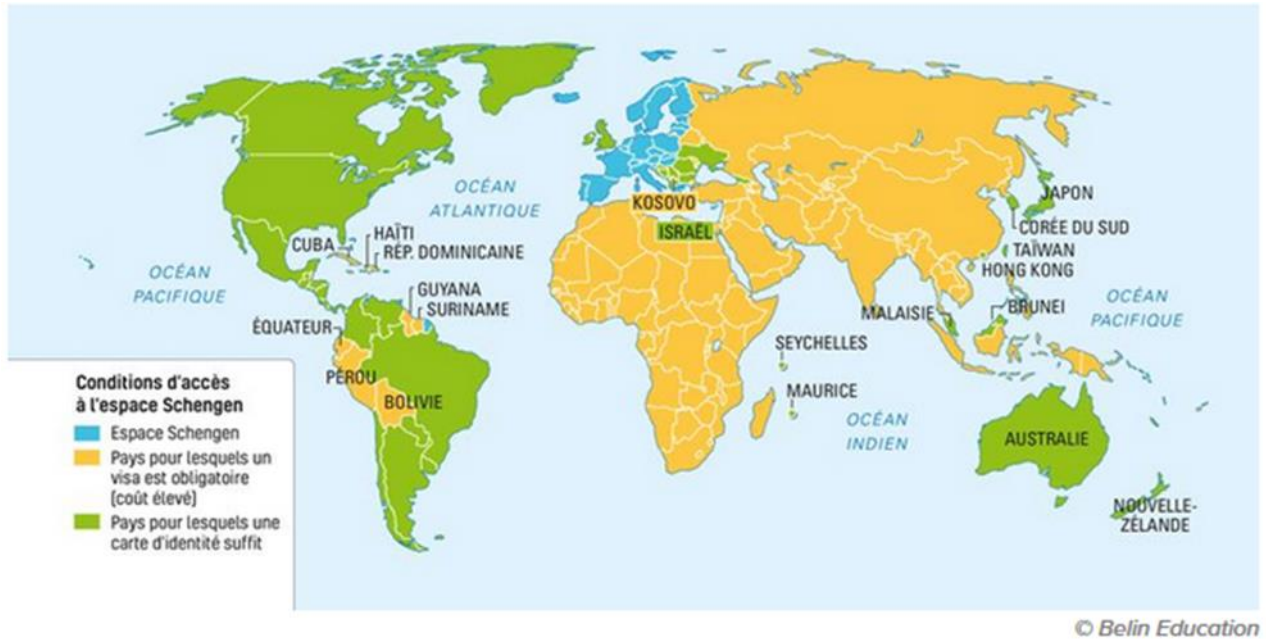 OCÉAN
ATLANTIQUE
KOSOVO
ISRAËL
JAPON
CORÉE DU SUD
TAÏWAN
HONG KONG
CUBA
HAÏTI
RÉP. DOMINICAINE
OCÉAN
PACIFIQUE
GUYANA
SURINAME
ÉQUATEUR
PÉROU
BOLIVIE
MALAISIE
BRUNEI
OCÉAN
PACIFIQUE
SEYCHELLES
MAURICE
OCÉAN
INDIEN
AUSTRALIE
NOUVELLE-
ZÉLANDE
Conditions d'accès
à l'espace Schengen
Espace Schengen
Pays pour lesquels un
visa est obligatoire
(coût élevé)
Pays pour lesquels une
carte d'identité suffit
© Belin Education